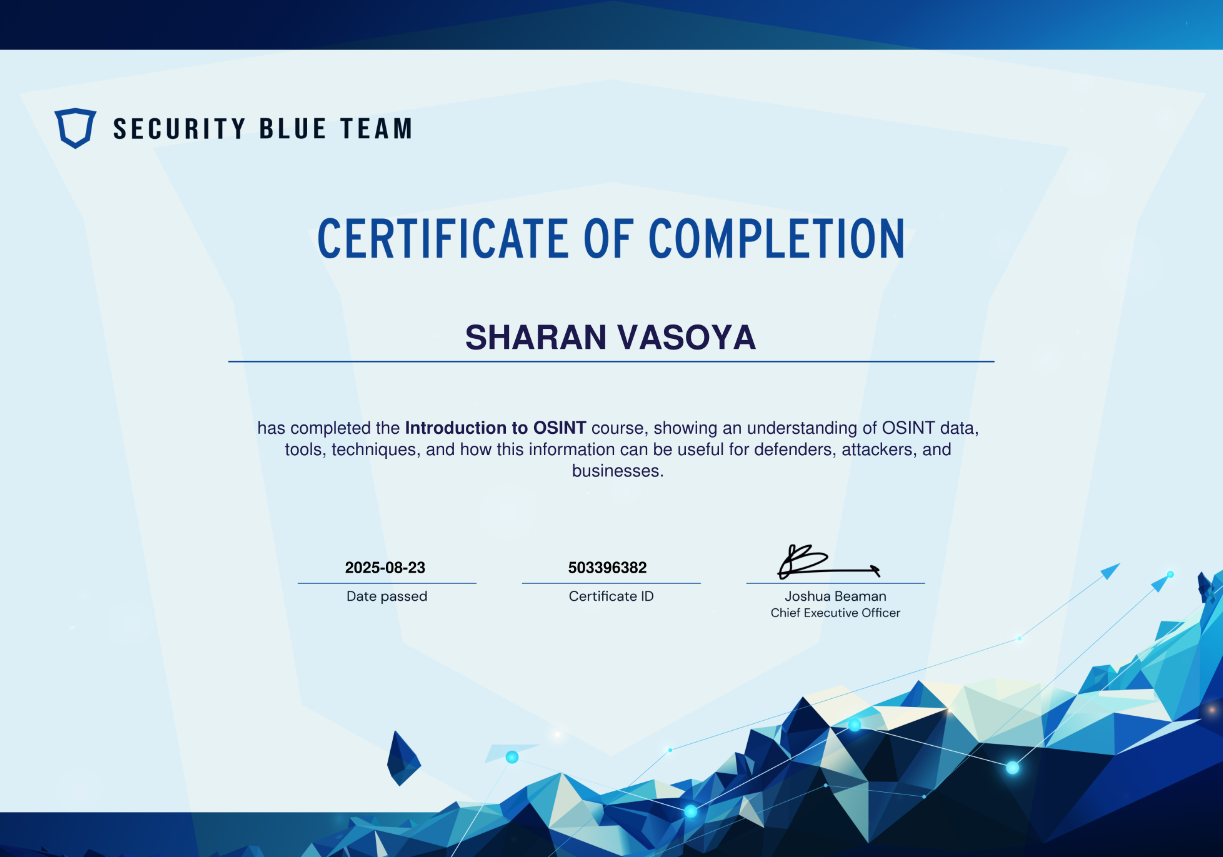 SECURITY BLUE TEAM
CERTIFICATE OF COMPLETION
SHARAN VASOYA
has completed the Introduction to OSINT course, showing an understanding of OSINT data,
tools, techniques, and how this information can be useful for defenders, attackers, and
businesses.
2025-08-23
Date passed
503396382
Certificate ID
Joshua Beaman
Chief Executive Officer